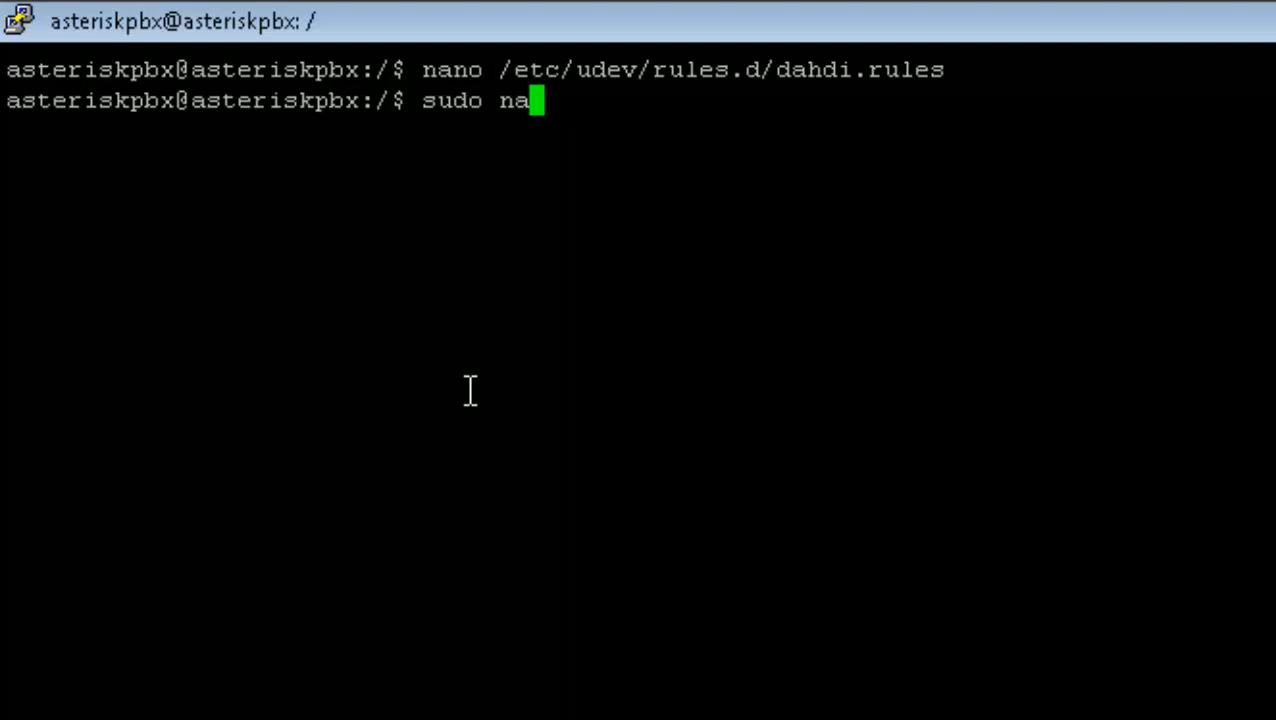 asteriskpbx@asteriskpbx: /
asteriskpbx@asteriskpbx:/$ nano /etc/udev/rules.d/dahdi.rules
asteriskpbx@asteriskpbx:/$ sudo na